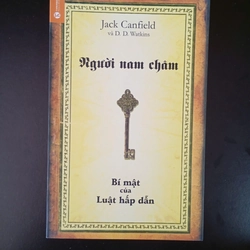 Jack Canfield
và D. D. Watkins
Người nam châm
Bí mật
của
Luật hấp dẫn